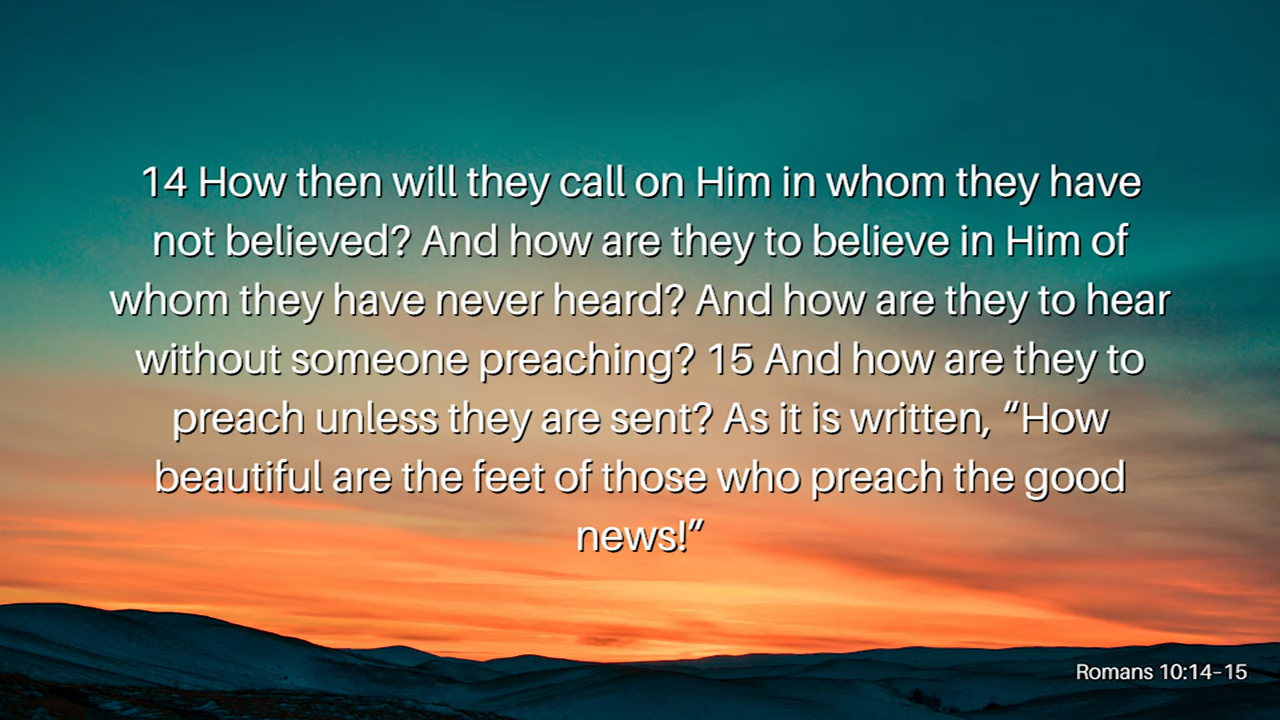 14 How then will they call on Him in whom they have
not believed? And how are they to believe in Him of
whom they have never heard? And how are they to hear
without someone preaching? 15 And how are they to
preach unless they are sent? As it is written, “How
beautiful are the feet of those who preach the good
news!”
Romans 10:14–15